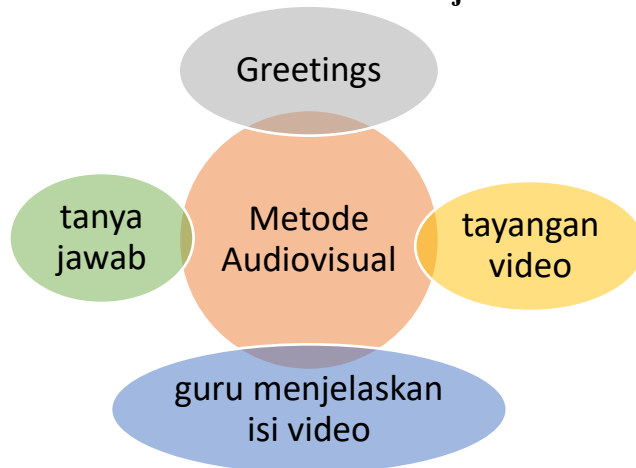 Greetings
tanya
jawab
Metode
Audiovisual
tayangan
video
guru menjelaskan
isi video